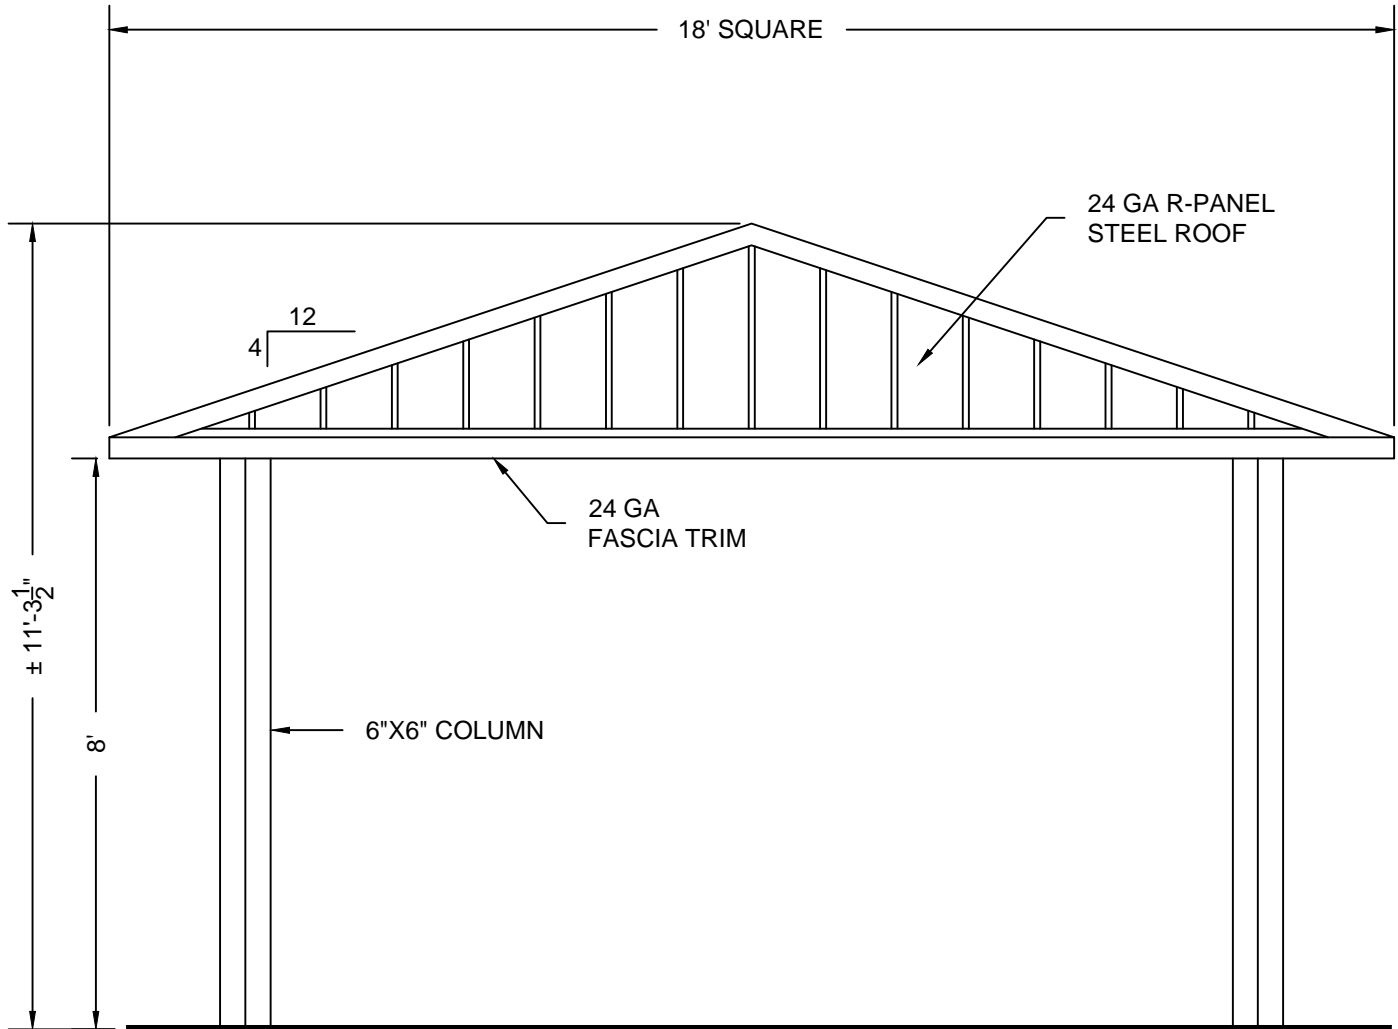 18' SQUARE
24 GA R-PANEL
STEEL ROOF
12
4
24 GA
FASCIA TRIM
± 11'-3½"
8'
6"X6" COLUMN